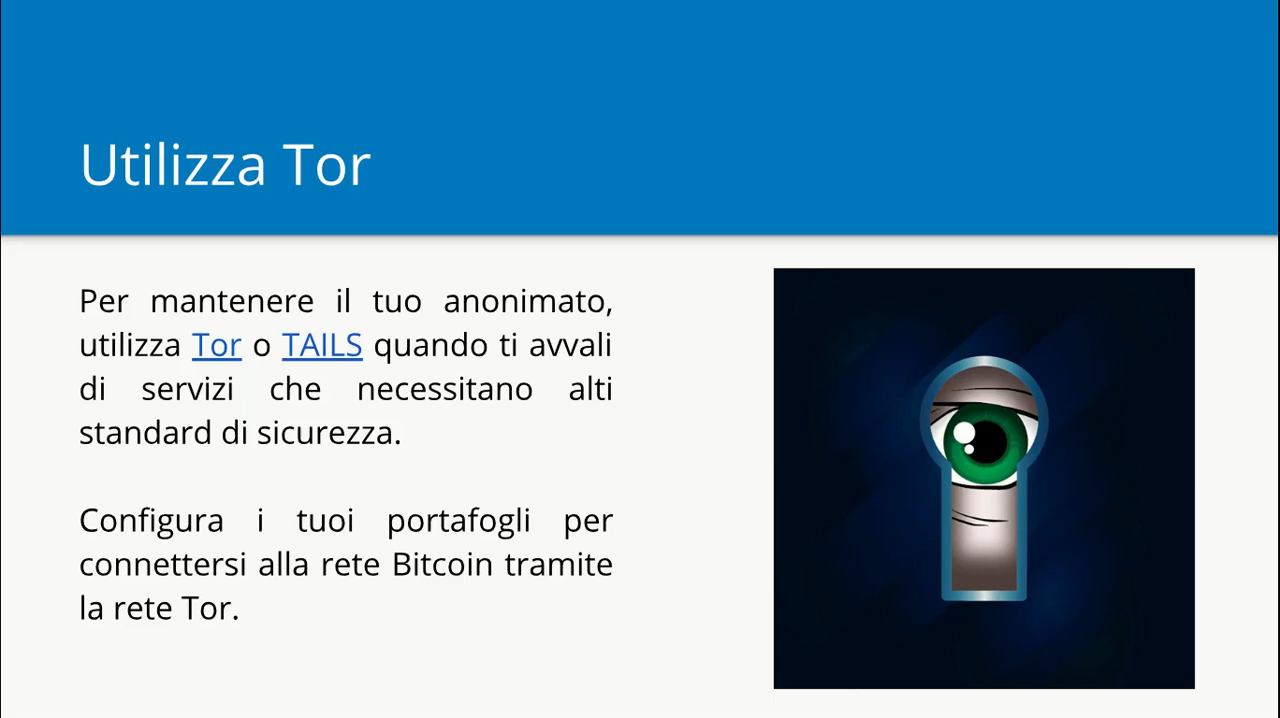 Utilizza Tor
Per mantenere il tuo anonimato,
utilizza Tor o TAILS quando ti avvali
di servizi che necessitano alti
standard di sicurezza.
Configura i tuoi portafogli per
connettersi alla rete Bitcoin tramite
la rete Tor.